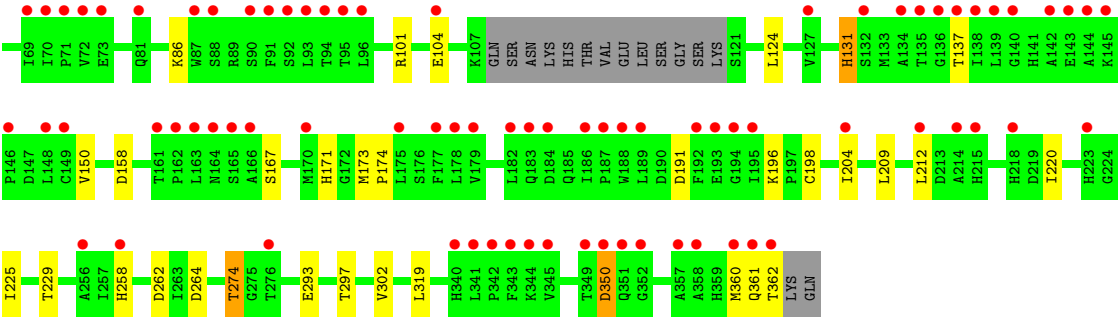 I69 I70 P71 V72 E73 Q81 K86 W87 S88 R89 S90 F91 S92 L93 T94 T95 L96 R101 E104 K107 GLN SER ASN LYS HIS THR VAL GLU LEU SER GLY SER LYS S121 L124 V127 H131 S132 M133 A134 T135 G136 T137 I138 L139 G140 H141 A142 E143 A144 K145
P146 D147 L148 C149 V150 D158 T161 P162 L163 N164 S165 A166 S167 M170 H171 G172 M173 P174 L175 S176 F177 L178 V179 L182 Q183 D184 Q185 I186 P187 W188 L189 D190 D191 F192 E193 G194 I195 K196 P197 C198 I204 L209 L212 D213 A214 H215 H218 D219 I220 H223 G224
I225 T229 A256 I257 H258 D262 I263 D264 T274 G275 T276 E293 T297 V302 L319 H340 L341 P342 F343 K344 V345 T349 D350 Q351 G352 A357 A358 H359 M360 Q361 T362 LYS GLN